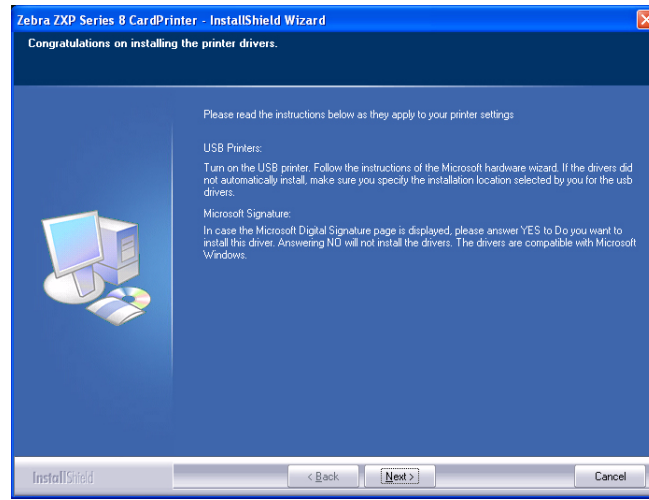 Zebra ZXP Series 8 CardPrinter - InstallShield Wizard
Congratulations on installing the printer drivers.
Please read the instructions below as they apply to your printer settings
USB Printers:
Turn on the USB printer. Follow the instructions of the Microsoft hardware wizard. If the drivers did
not automatically install, make sure you specify the installation location selected by you for the usb
drivers.
Microsoft Signature:
In case the Microsoft Digital Signature page is displayed, please answer YES to Do you want to
install this driver. Answering NO will not install the drivers. The drivers are compatible with Microsoft
Windows.
InstallShield
< Back
Next >
Cancel